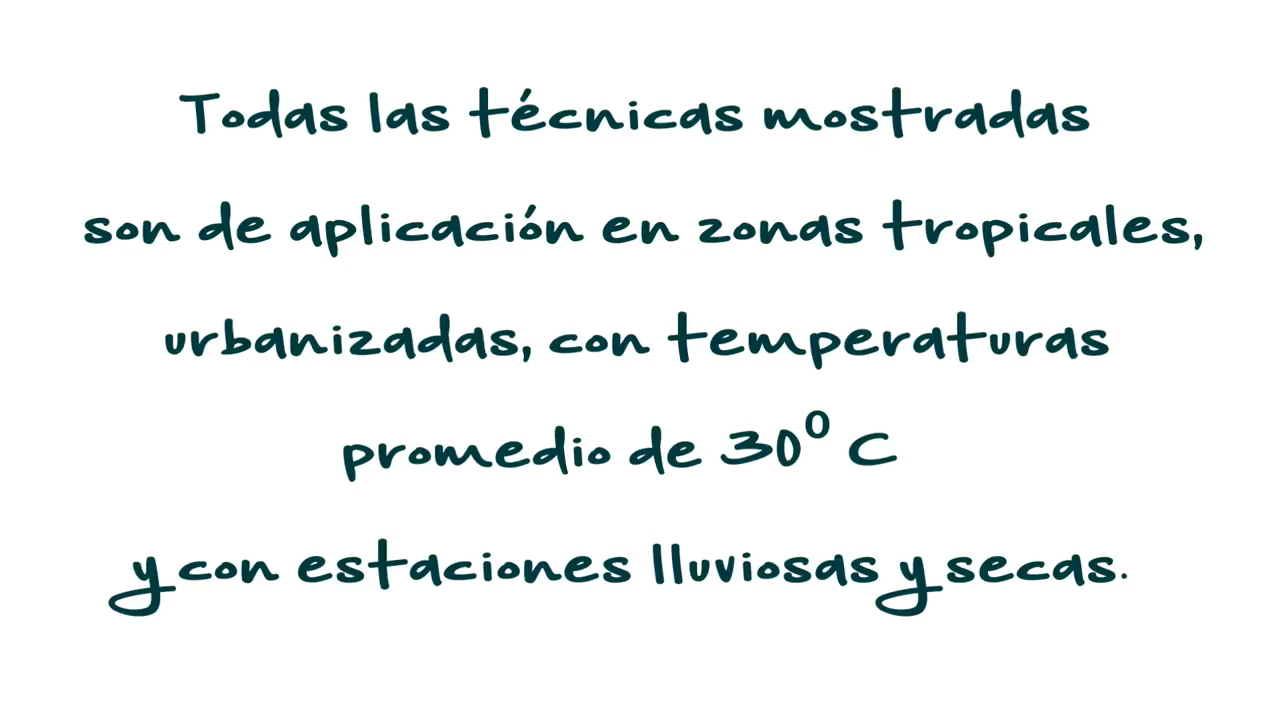 Todas las técnicas mostradas
son de aplicación en zonas tropicales,
urbanizadas, con temperaturas
promedio de 30º C
y con estaciones lluviosas y secas.